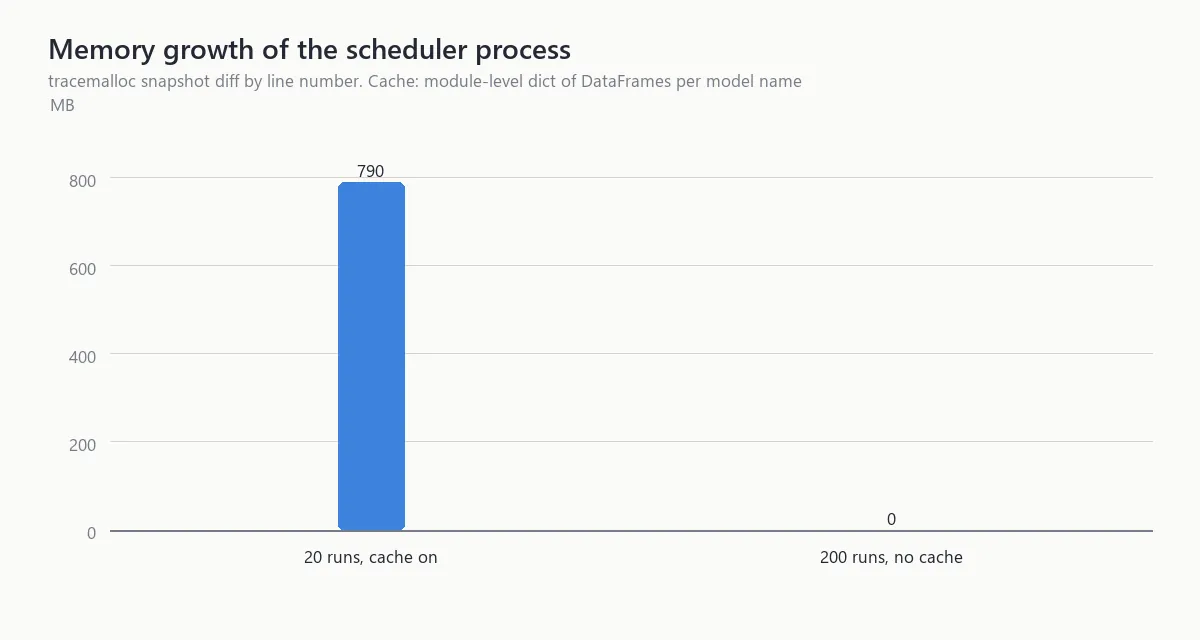 Memory growth of the scheduler process
tracemalloc snapshot diff by line number. Cache: module-level dict of DataFrames per model name
MB
790
800
600
400
200
0
0
20 runs, cache on
200 runs, no cache